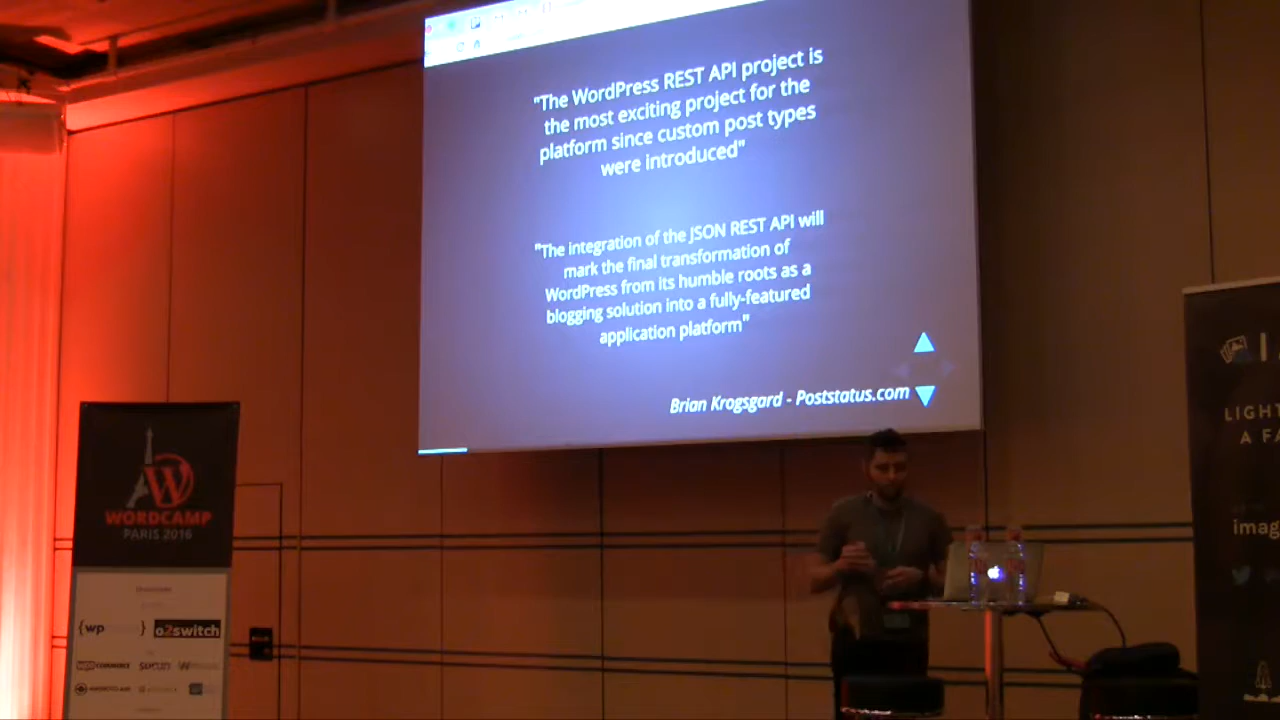 "The WordPress REST API project is
the most exciting project for the
platform since custom post types
were introduced"
"The integration of the JSON REST API will
mark the final transformation of
WordPress from its humble roots as a
blogging solution into a fully-featured
application platform"
Brian Krogsgard - Poststatus.com
WORDCAMP
PARIS 2016
{wp }
o2switch
sucuri
LIGHT
A FA
imag